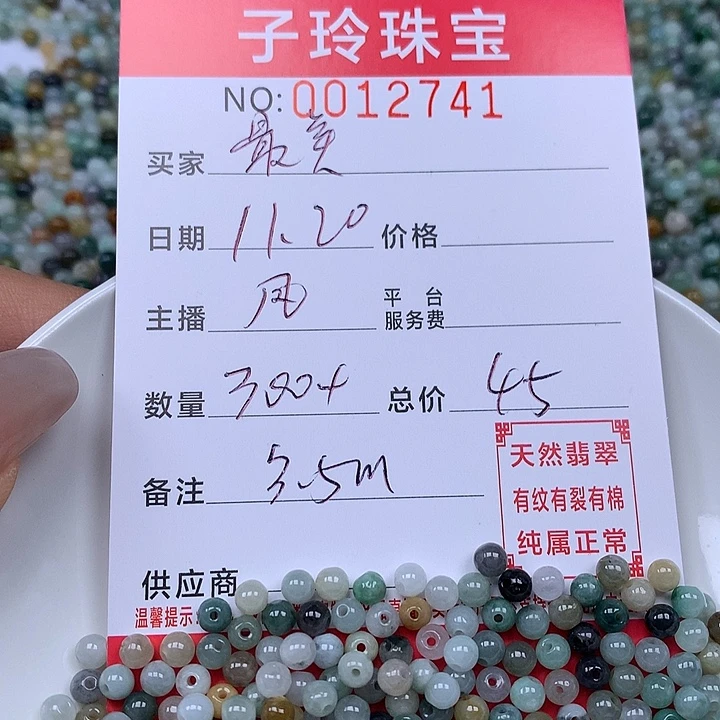 子玲珠宝
NO: 0012741
买家 最美
日期 11.20 价格
主播 风 平台服务费
数量 300+ 总价 45
备注 3.5m
天然翡翠
有纹有裂有棉
纯属正常
供应商
温馨提示